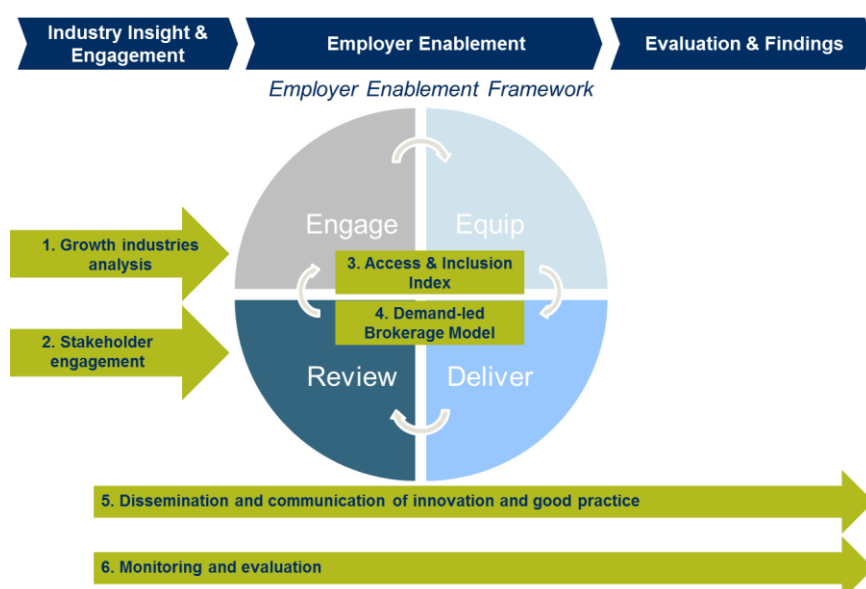 Industry Insight &
Engagement
Employer Enablement
Evaluation & Findings
Employer Enablement Framework
Engage
Equip
1. Growth industries
analysis
3. Access & Inclusion
Index
4. Demand-led
Brokerage Model
2. Stakeholder
engagement
Review
Deliver
5. Dissemination and communication of innovation and good practice
6. Monitoring and evaluation